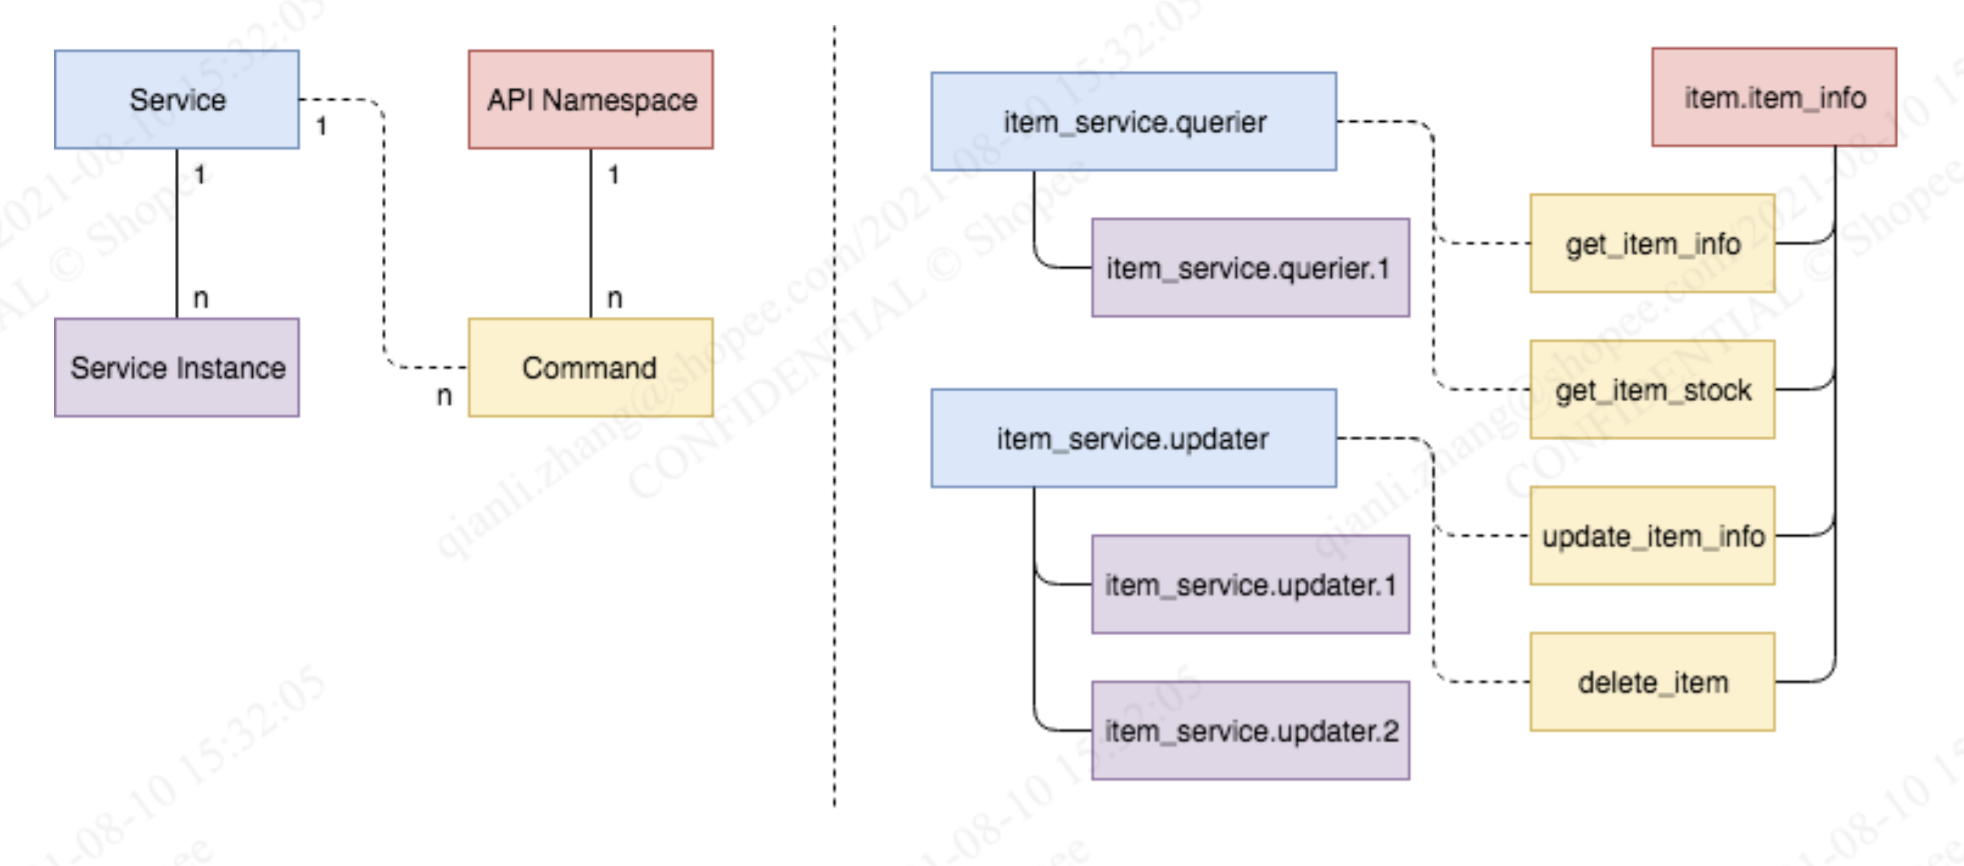 Service
1
1
n
Service Instance
API Namespace
1
n
Command
n
item_service.querier
item_service.querier.1
item_service.updater
item_service.updater.1
item_service.updater.2
item.item_info
get_item_info
get_item_stock
update_item_info
delete_item
qianli.zhang@shopee.com/2021-08-10 15:32:05
CONFIDENTIAL © Shopee